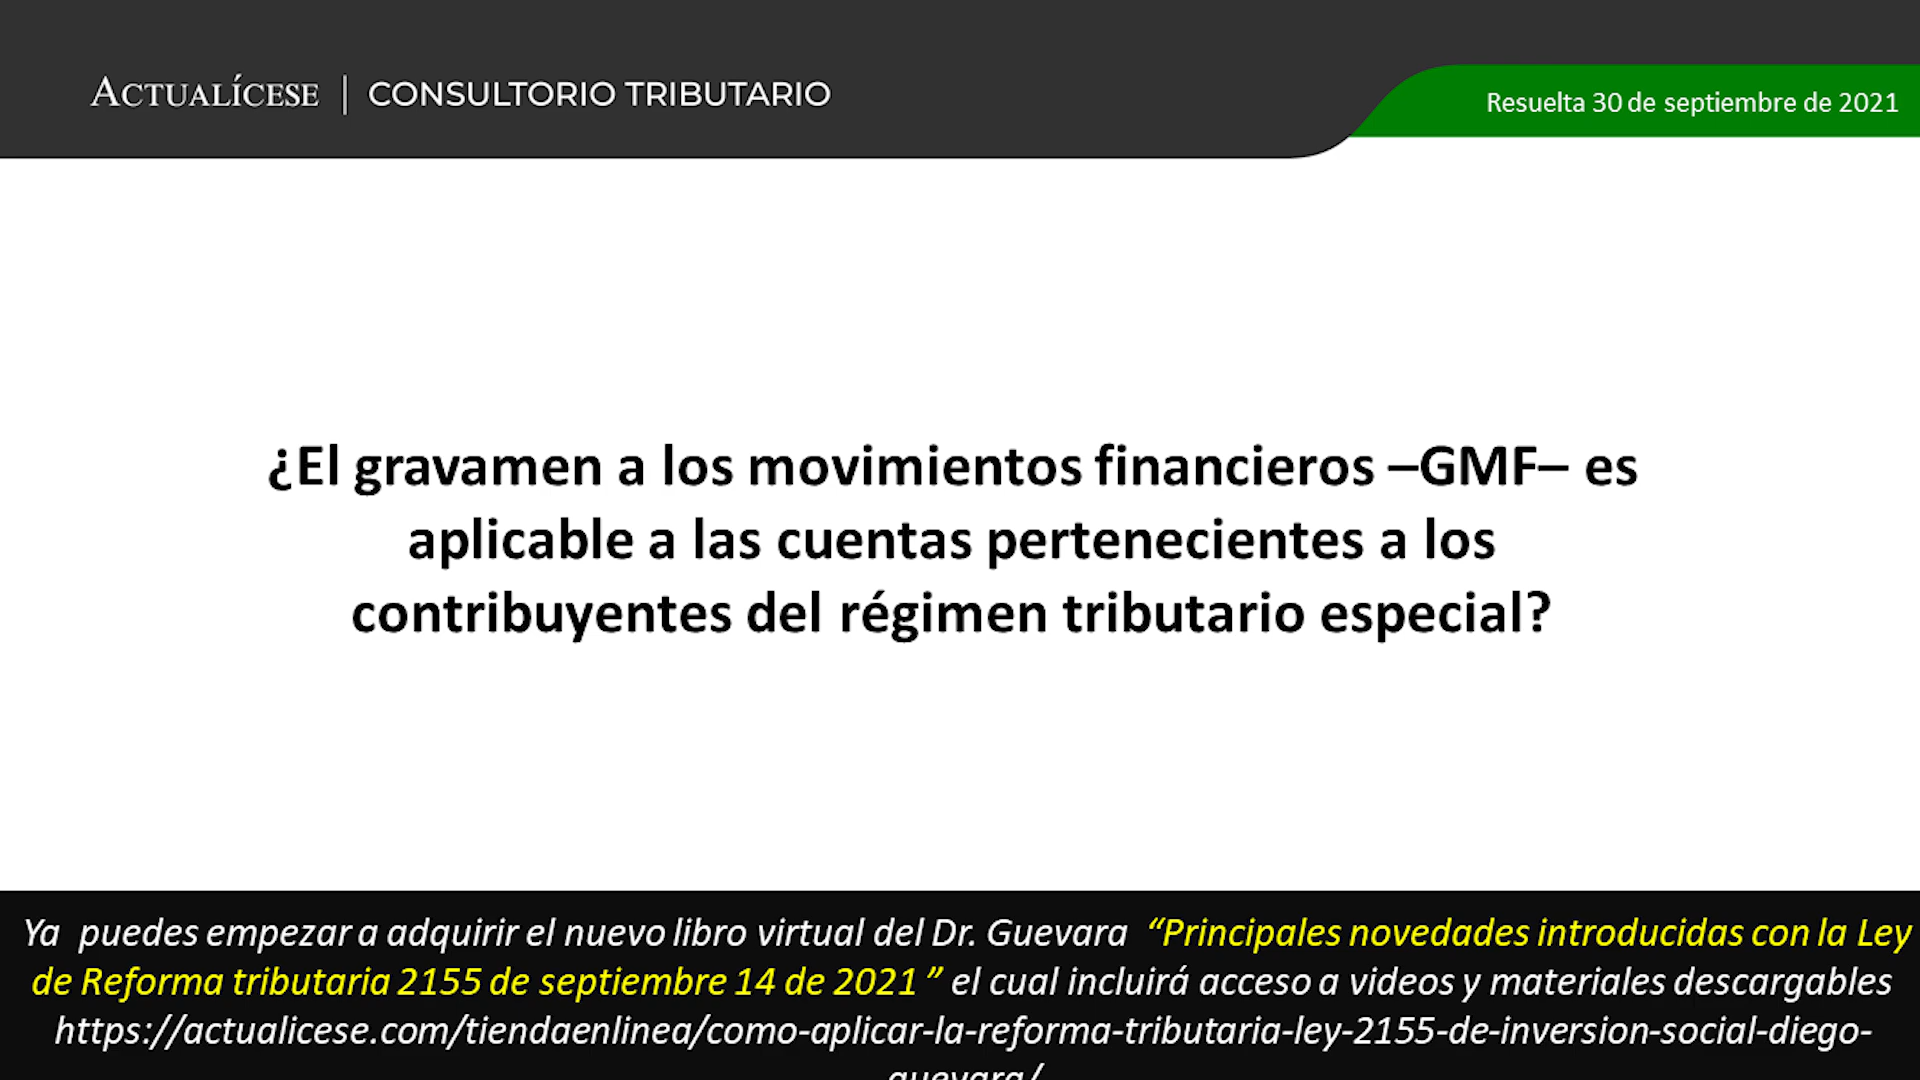 ACTUALÍCESE | CONSULTORIO TRIBUTARIO
Resuelta 30 de septiembre de 2021
¿El gravamen a los movimientos financieros –GMF– es
aplicable a las cuentas pertenecientes a los
contribuyentes del régimen tributario especial?
Ya puedes empezar a adquirir el nuevo libro virtual del Dr. Guevara “Principales novedades introducidas con la Ley
de Reforma tributaria 2155 de septiembre 14 de 2021 ” el cual incluirá acceso a videos y materiales descargables
https://actualicese.com/tiendaenlinea/como-aplicar-la-reforma-tributaria-ley-2155-de-inversion-social-diego-
guevara/